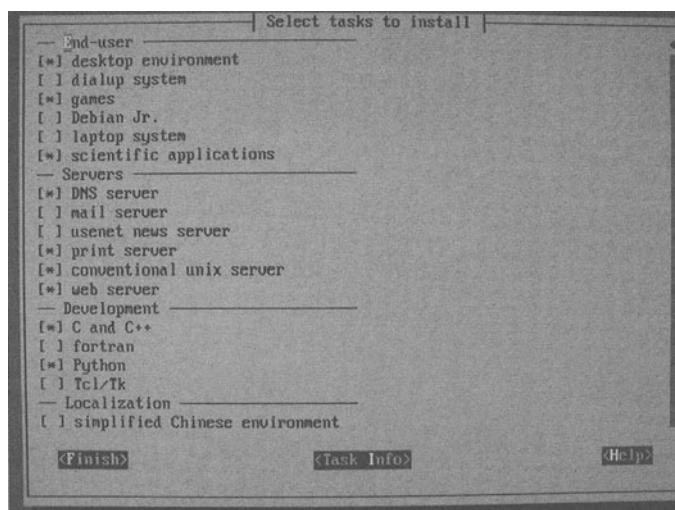 Select tasks to install
End-user
[*] desktop environment
[ ] dialup system
[*] games
[ ] Debian Jr.
[ ] laptop system
[*] scientific applications
Servers
[*] DNS server
[ ] mail server
[ ] usenet news server
[*] print server
[*] conventional unix server
[*] web server
Development
[*] C and C++
[ ] fortran
[*] Python
[ ] Tcl/Tk
Localization
[ ] simplified Chinese environment
<Finish> <Task Info> <Help>